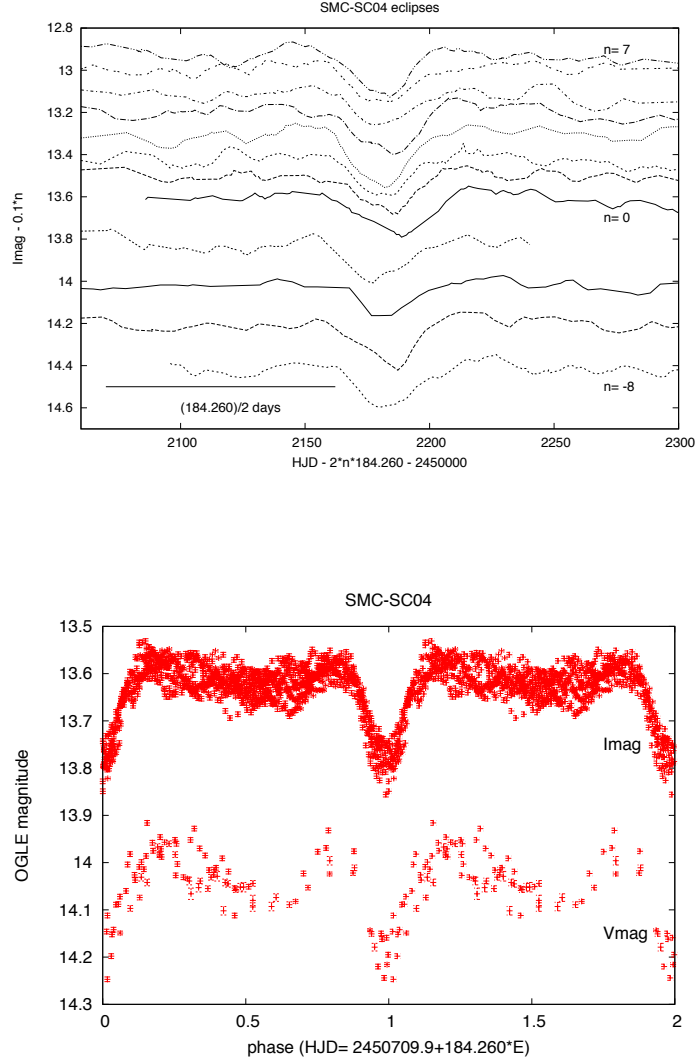 SMC-SC04 eclipses
12.8
13
13.2
13.4
13.6
13.8
14
14.2
14.4
14.6
Imag - 0.1*n
n= 7
n= 0
n= -8
(184.260)/2 days
2100
2150
2200
2250
2300
HJD - 2*n*184.260 - 2450000
SMC-SC04
13.5
13.6
13.7
13.8
13.9
14
14.1
14.2
14.3
OGLE magnitude
Imag
Vmag
0
0.5
1
1.5
2
phase (HJD= 2450709.9+184.260*E)